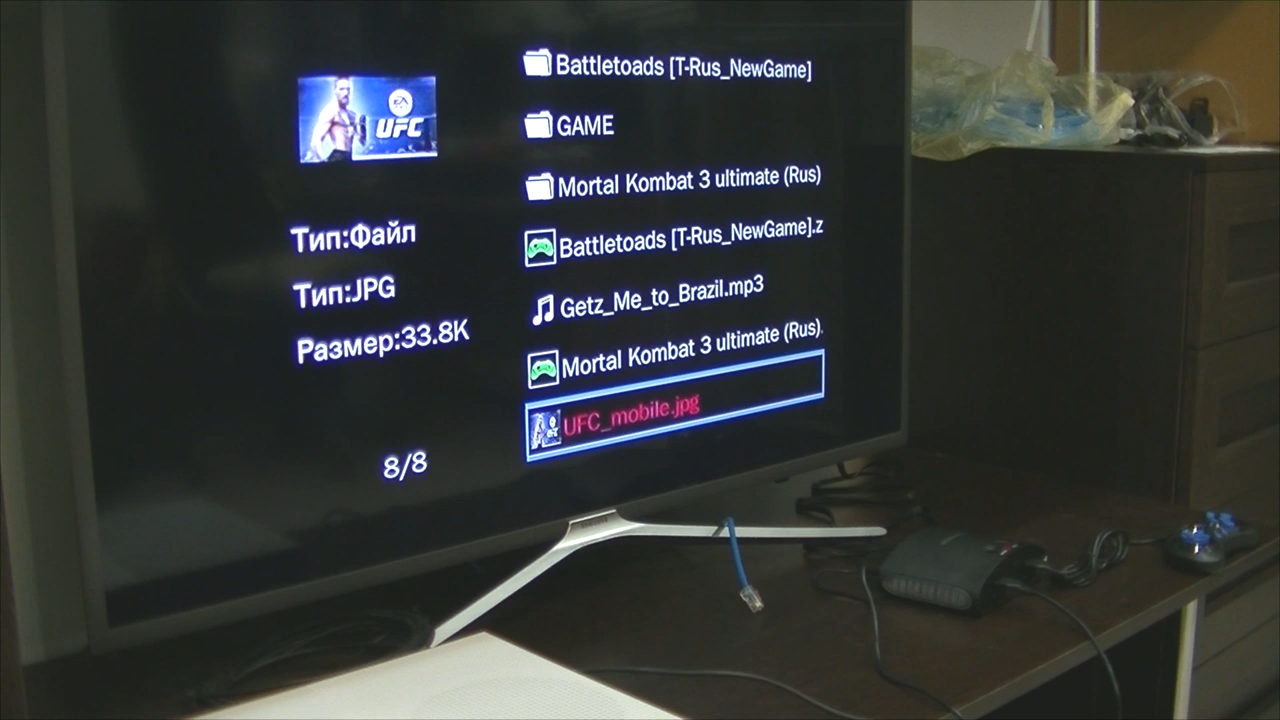 EA
UFC
Тип:Файл
Тип:JPG
Размер:33.8K
8/8
Battletoads [T-Rus_NewGame]
GAME
Mortal Kombat 3 ultimate (Rus)
Battletoads [T-Rus_NewGame].z
Getz_Me_to_Brazil.mp3
Mortal Kombat 3 ultimate (Rus).
UFC_mobile.jpg